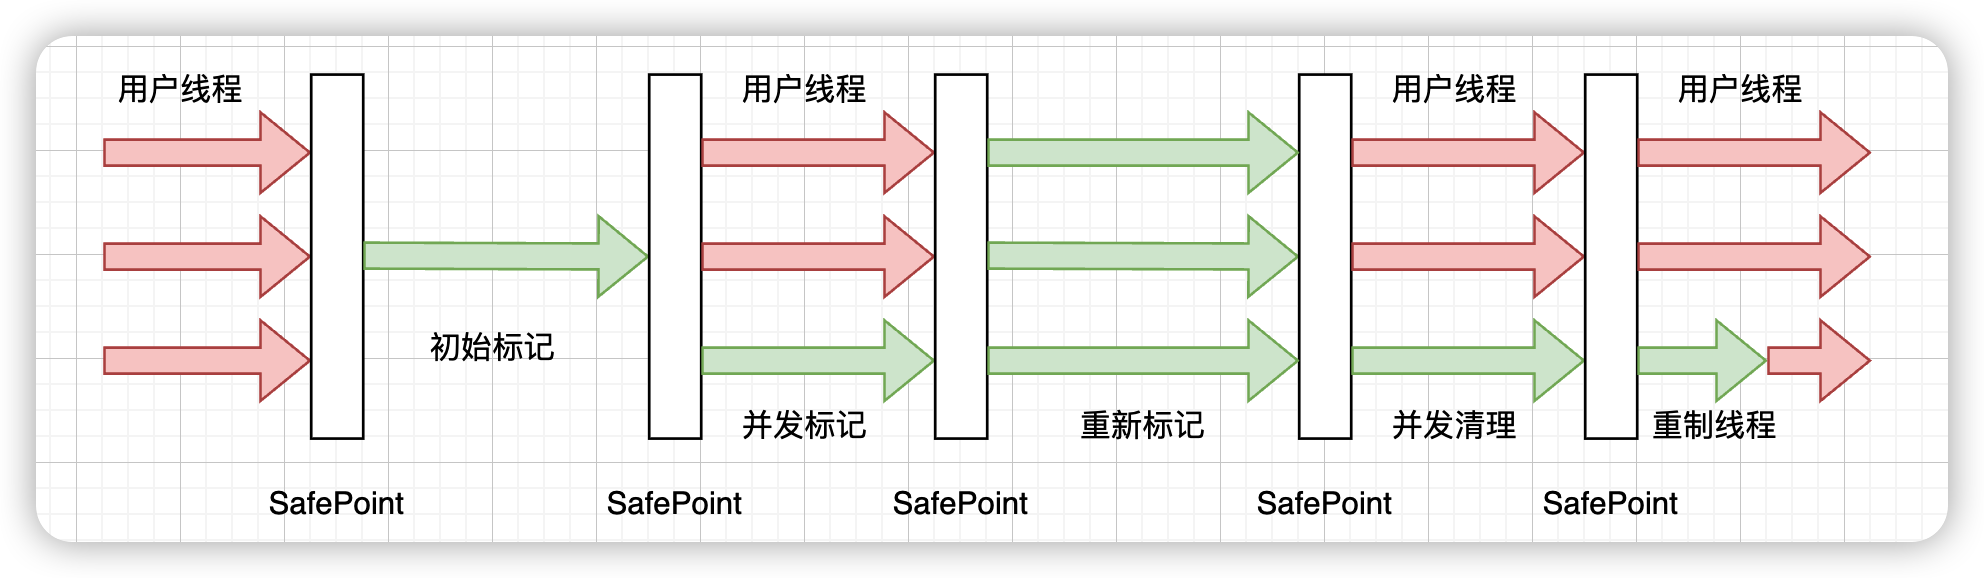 用户线程
用户线程
用户线程
用户线程
初始标记
并发标记
重新标记
并发清理
重制线程
SafePoint
SafePoint
SafePoint
SafePoint
SafePoint